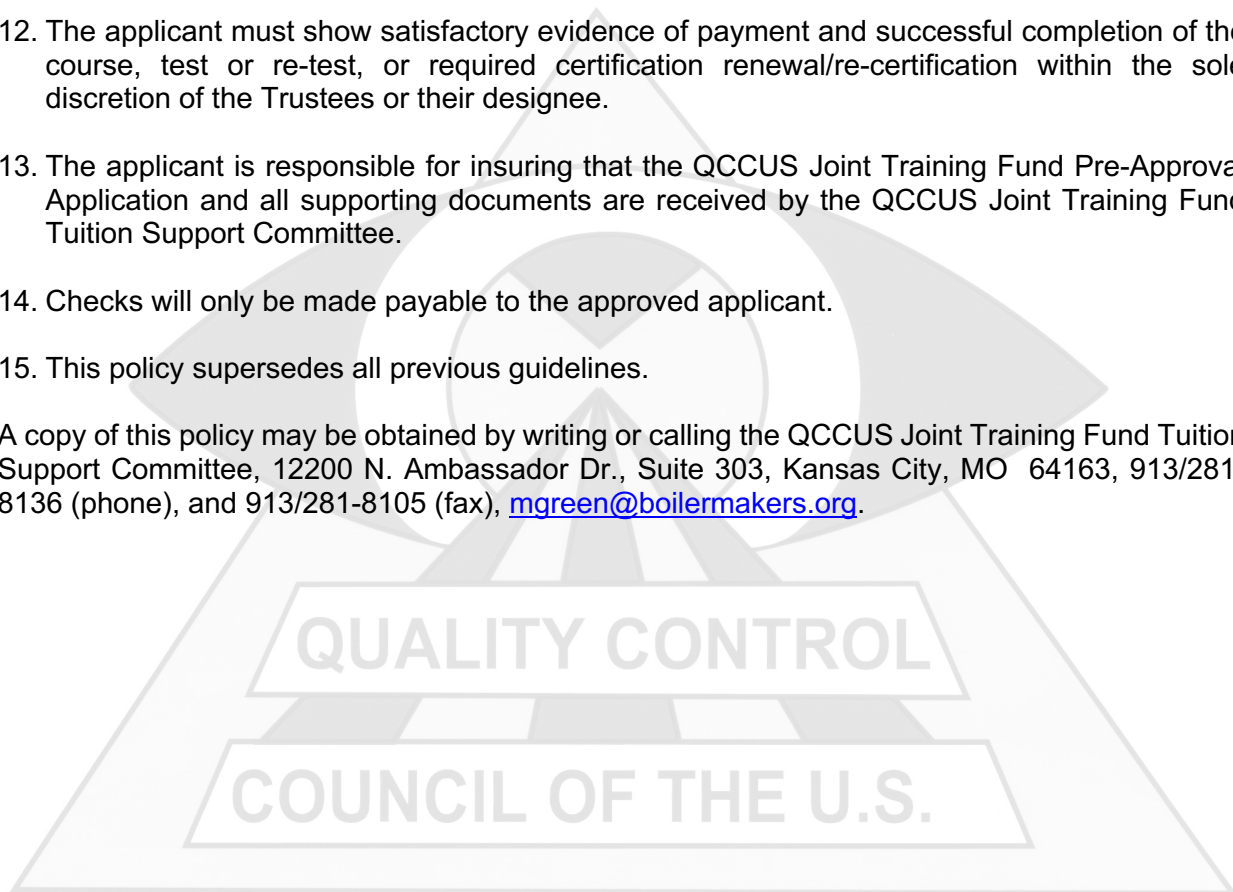 12. The applicant must show satisfactory evidence of payment and successful completion of the
course, test or re-test, or required certification renewal/re-certification within the sole
discretion of the Trustees or their designee.
13. The applicant is responsible for insuring that the QCCUS Joint Training Fund Pre-Approval
Application and all supporting documents are received by the QCCUS Joint Training Fund
Tuition Support Committee.
14. Checks will only be made payable to the approved applicant.
15. This policy supersedes all previous guidelines.
A copy of this policy may be obtained by writing or calling the QCCUS Joint Training Fund Tuition
Support Committee, 12200 N. Ambassador Dr., Suite 303, Kansas City, MO 64163, 913/281-
8136 (phone), and 913/281-8105 (fax), mgreen@boilermakers.org.
QUALITY CONTROL
COUNCIL OF THE U.S.